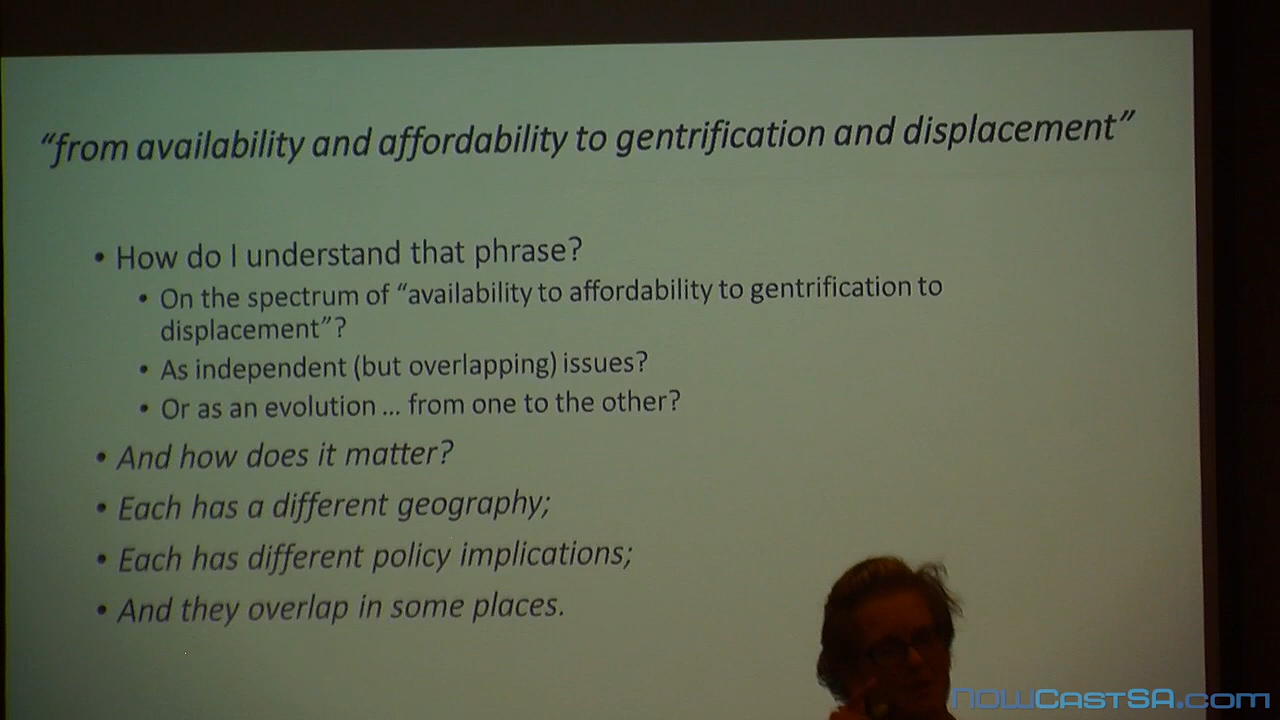 “from availability and affordability to gentrification and displacement”
• How do I understand that phrase?
• On the spectrum of “availability to affordability to gentrification to
displacement”?
• As independent (but overlapping) issues?
• Or as an evolution ... from one to the other?
• And how does it matter?
• Each has a different geography;
• Each has different policy implications;
• And they overlap in some places.
NOWCASTSA.com